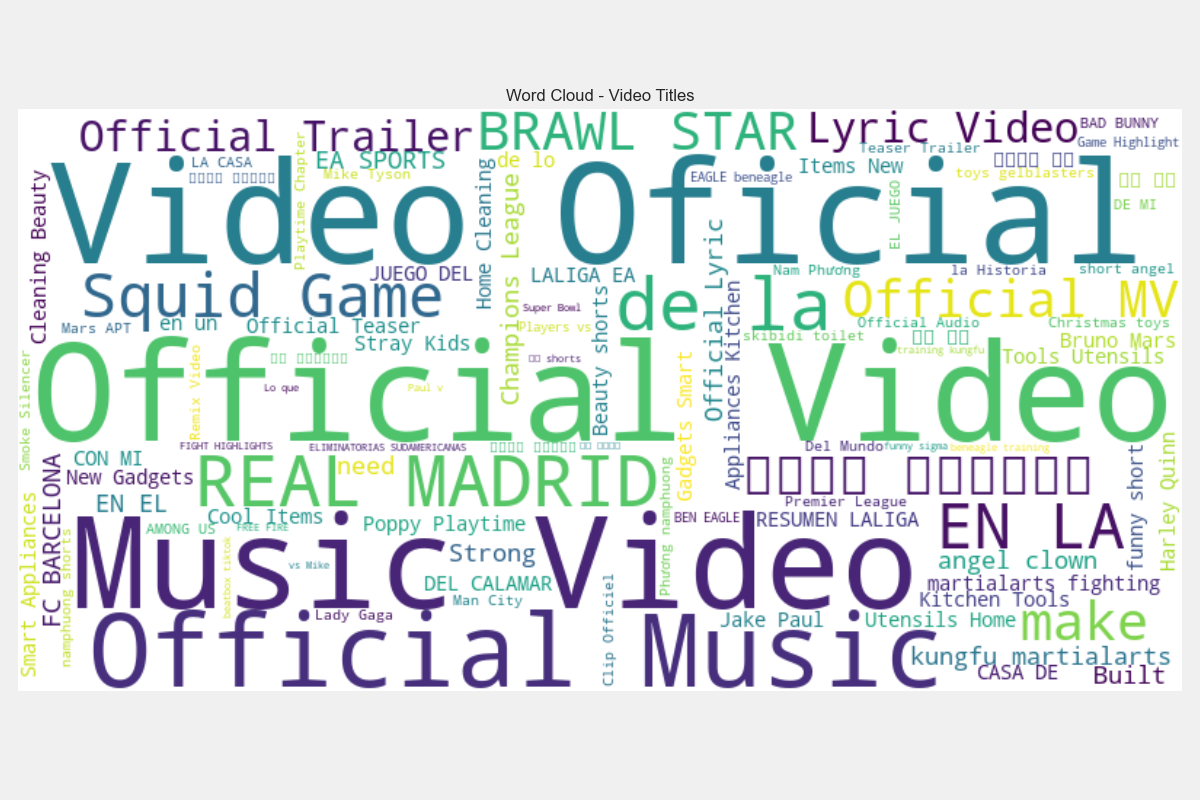 Word Cloud - Video Titles
Official Trailer
BRAWL STAR
Lyric Video
BAD BUNNY
Game Highlight
Teaser Trailer
LA CASA
EA SPORTS
de lo
Items New
Mike Tyson
EAGLE beneagle
toys gelblasters
Playtime Chapter
Video Oficial
DE MI
EL JUEGO
Cleaning Beauty
Home Cleaning
Champions League
JUEGO DEL
LALIGA EA
Nam Phương
la Historia
short angel
Squid Game
de la
Official MV
Super Bowl
Mars APT
en un
Official Teaser
Players vs
Official Audio
Christmas toys
Stray Kids
skibidi toilet
Bruno Mars
training kungfu
Tools Utensils
shorts
Beauty shorts
Official Lyric
Appliances Kitchen
Gadgets Smart
Smoke Silencer
Remix Video
Lo que
Paul v
Official Video
FIGHT HIGHLIGHTS
ELIMINATORIAS SUDAMERICANAS
Del Mundo
funny sigma
beneagle training
CON MI
need
New Gadgets
REAL MADRID
FC BARCELONA
EN EL
Premier League
Cool Items
BEN EAGLE
RESUMEN LALIGA
EN LA
AMONG US
FREE FIRE
Poppy Playtime
Phương namphuong
funny short
Harley Quinn
Smart Appliances
namphuong shorts
beatbox tiktok
Music Video
Strong
angel clown
vs Mike
DEL CALAMAR
martialarts fighting
Man City
Kitchen Tools
Lady Gaga
Clip Officiel
Jake Paul
Utensils Home
make
Official Music
kungfu martialarts
CASA DE
Built